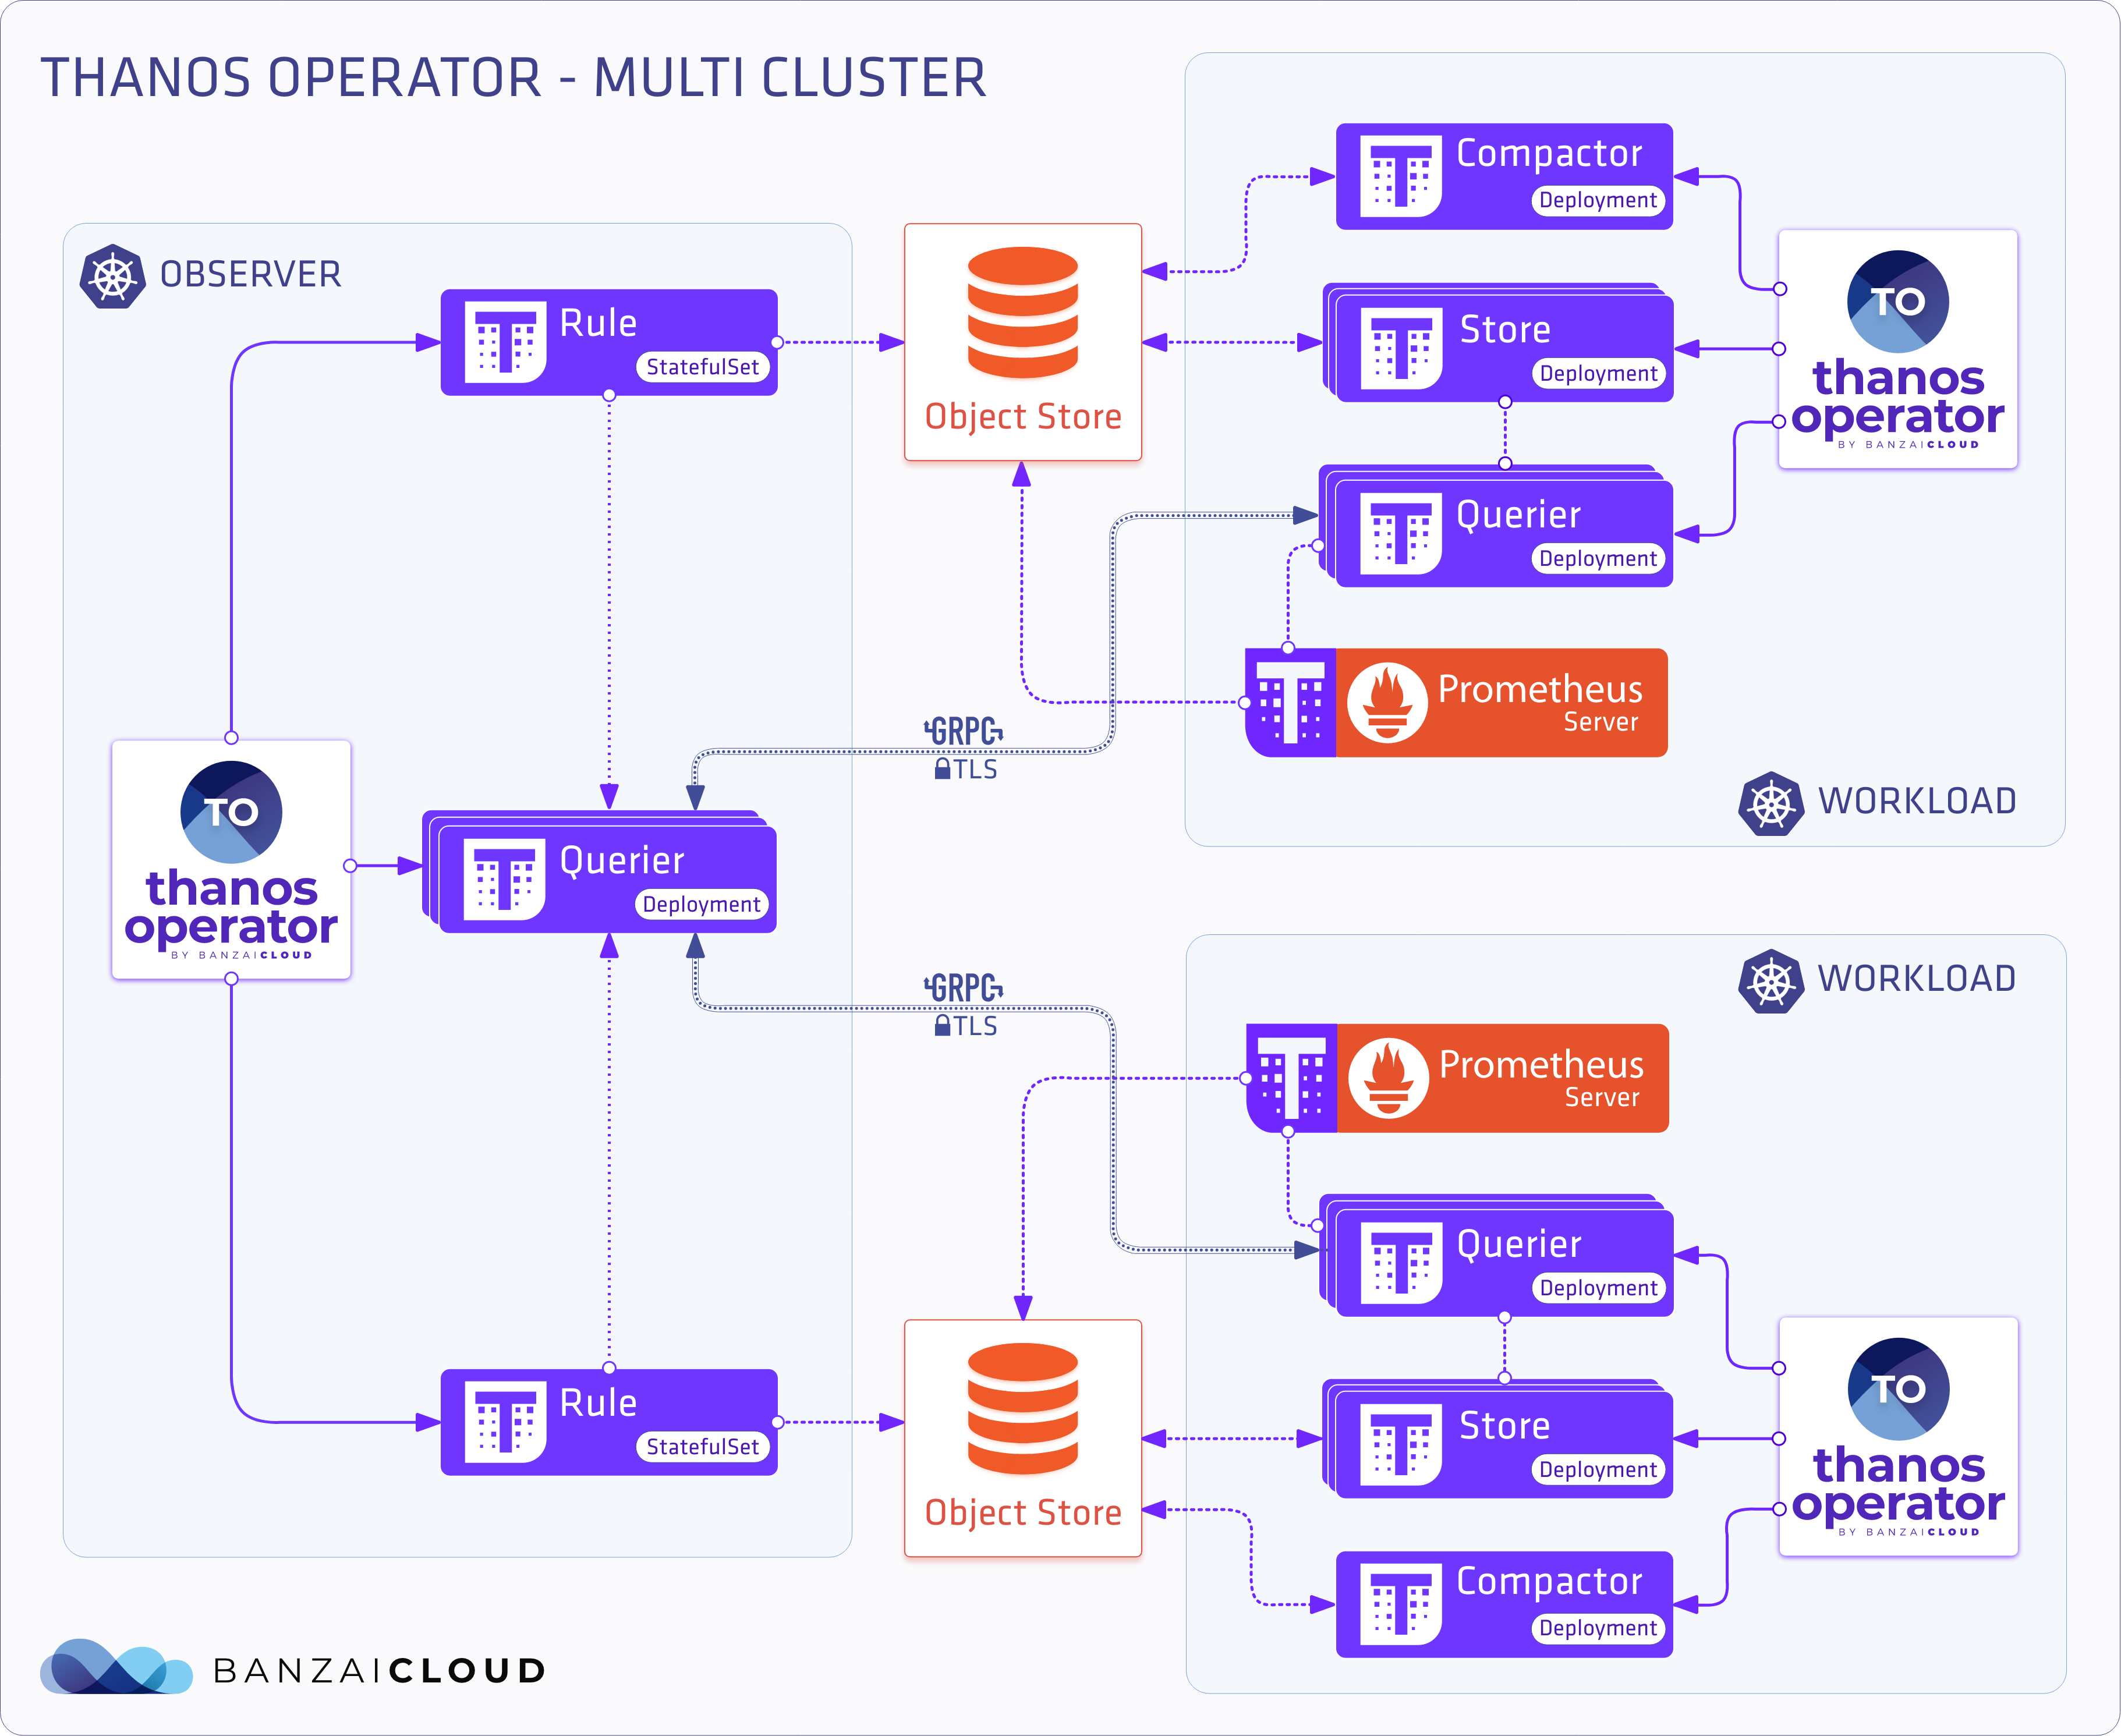 THANOS OPERATOR - MULTI CLUSTER
OBSERVER
Rule
StatefulSet
TO
thanos
operator
BY BANZAICLOUD
Querier
Deployment
Rule
StatefulSet
Object Store
GRPC
TLS
GRPC
TLS
Object Store
Compactor
Deployment
Store
Deployment
Querier
Deployment
Prometheus
Server
TO
thanos
operator
BY BANZAICLOUD
WORKLOAD
WORKLOAD
Prometheus
Server
Querier
Deployment
Store
Deployment
Compactor
Deployment
TO
thanos
operator
BY BANZAICLOUD
BANZAICLOUD